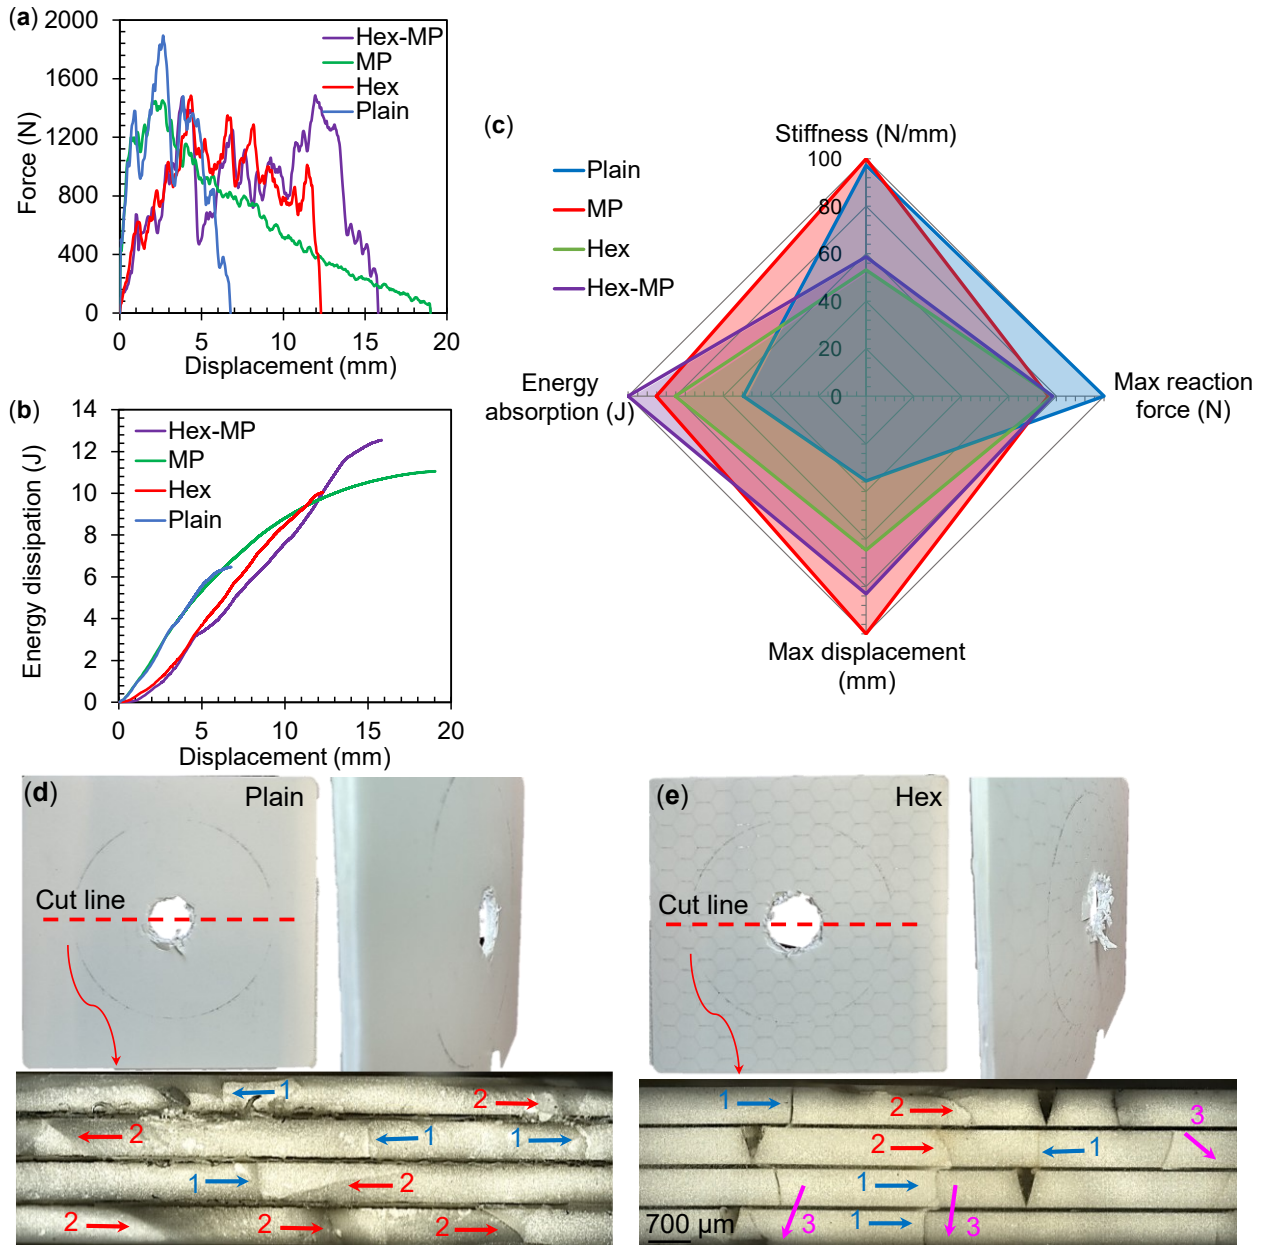 (a)
2000
1600
1200
800
400
0
Force (N)
Hex-MP
MP
Hex
Plain
0 5 10 15 20
Displacement (mm)
(b)
14
12
10
8
6
4
2
0
Energy dissipation (J)
Hex-MP
MP
Hex
Plain
0 5 10 15 20
Displacement (mm)
(c)
Plain
MP
Hex
Hex-MP
Stiffness (N/mm)
100
80
60
40
20
0
Energy
absorption (J)
Max reaction
force (N)
Max displacement
(mm)
(d)
Plain
Cut line
1
2
2
1
1
1
2
2
2
2
(e)
Hex
Cut line
1
2
3
2
1
1
3
3
1
700 µm